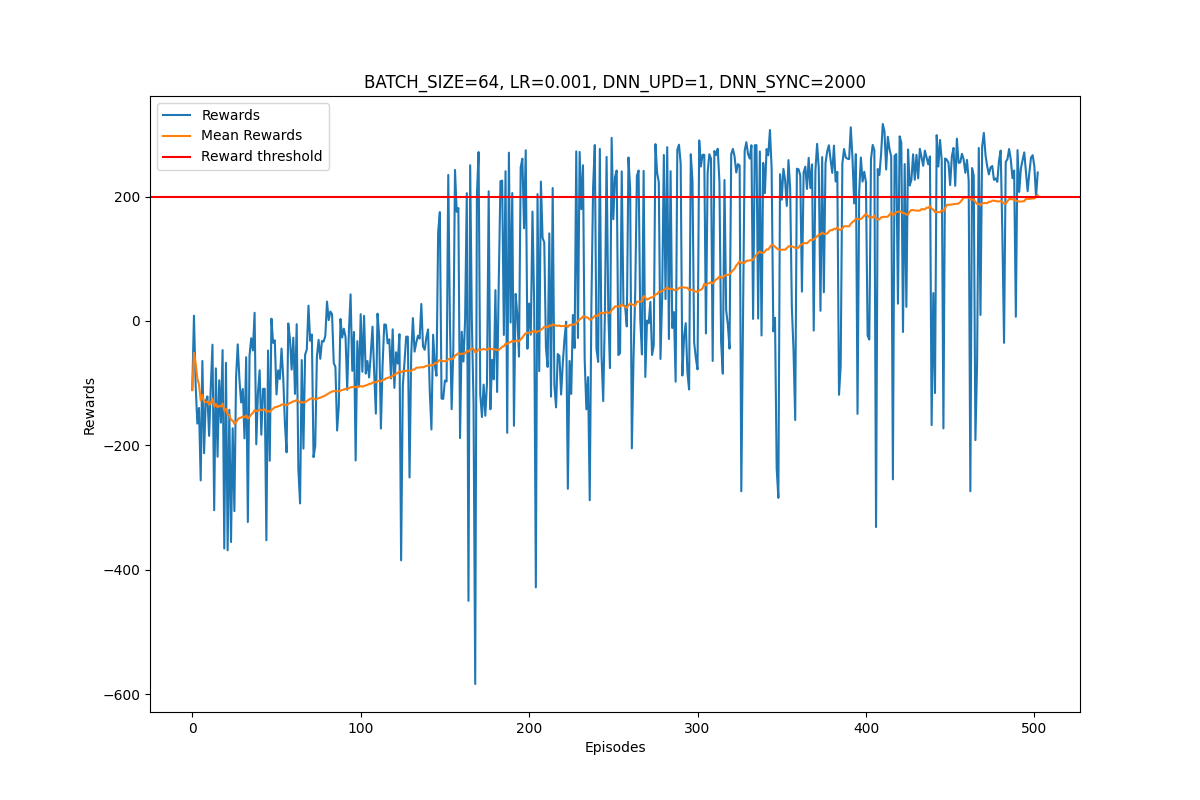 BATCH_SIZE=64, LR=0.001, DNN_UPD=1, DNN_SYNC=2000
Rewards
Mean Rewards
Reward threshold
200
0
−200
−400
−600
Rewards
0
100
200
300
400
500
Episodes